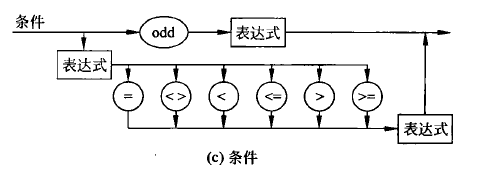 条件
odd
表达式
表达式
= <> < <= > >=
表达式
(c) 条件